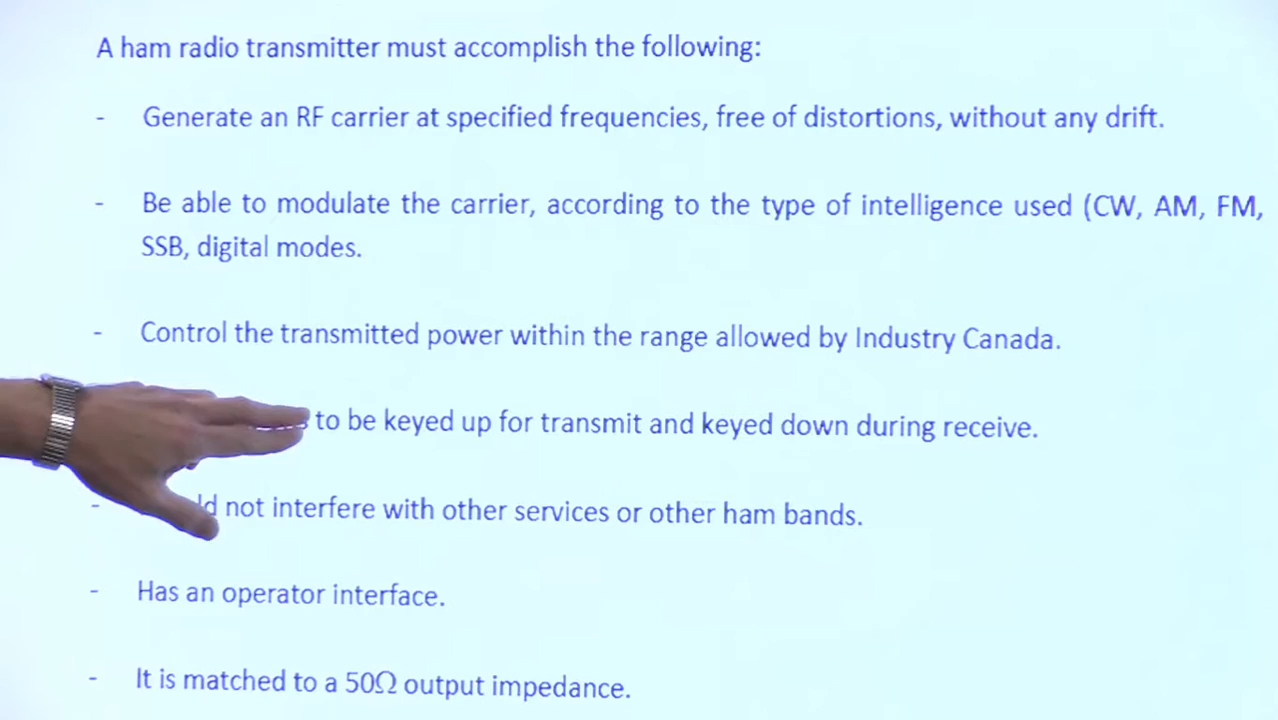 A ham radio transmitter must accomplish the following:
- Generate an RF carrier at specified frequencies, free of distortions, without any drift.
- Be able to modulate the carrier, according to the type of intelligence used (CW, AM, FM,
SSB, digital modes.
- Control the transmitted power within the range allowed by Industry Canada.
to be keyed up for transmit and keyed down during receive.
- not interfere with other services or other ham bands.
- Has an operator interface.
- It is matched to a 50Ω output impedance.